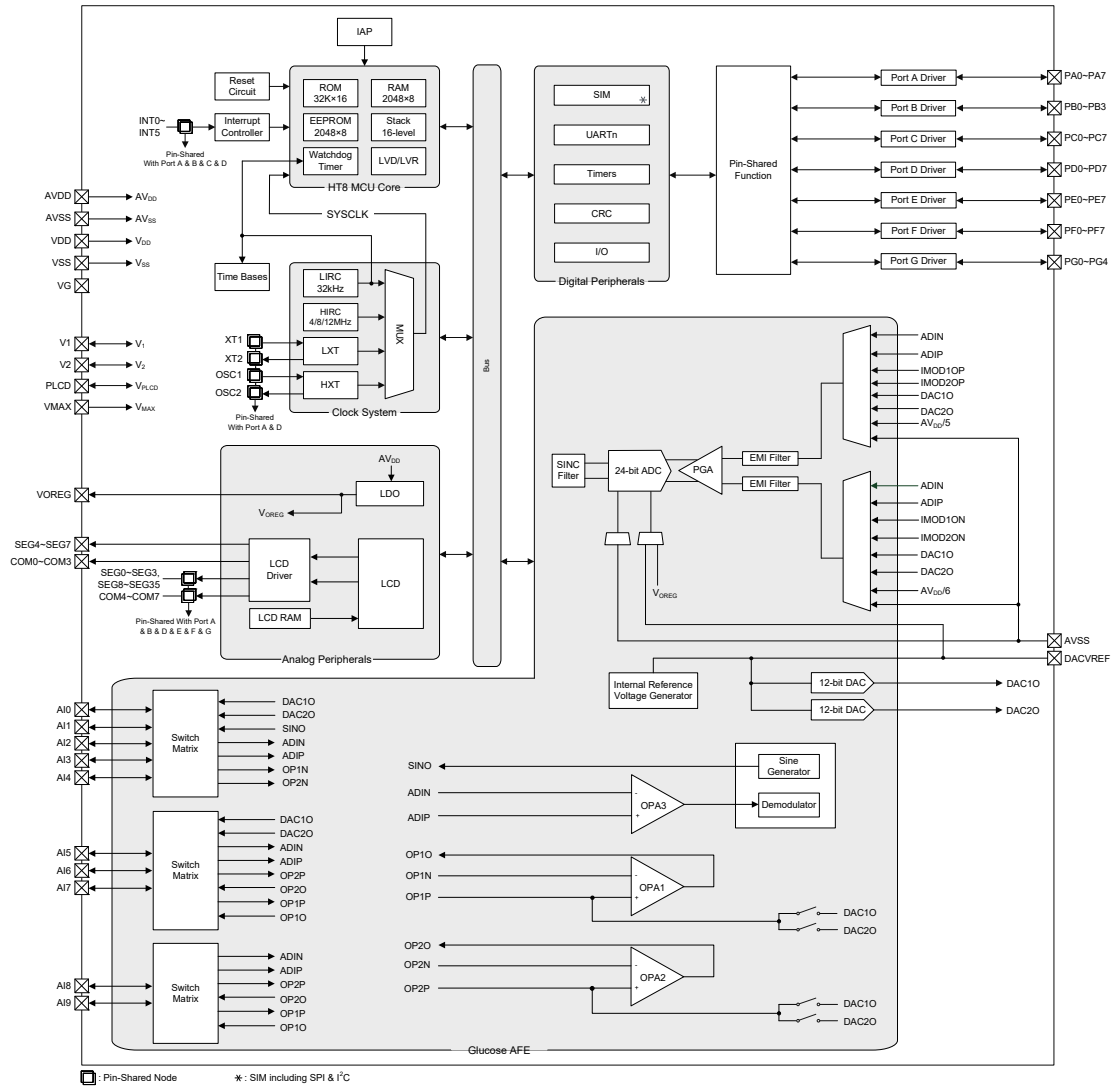 IAP
Reset
Circuit
ROM
32K×16
RAM
2048×8
INT0~
INT5
Interrupt
Controller
EEPROM
2048×8
Stack
16-level
Pin-Shared
With Port A & B & C & D
Watchdog
Timer
LVD/LVR
HT8 MCU Core
SYSCLK
Time Bases
LIRC
32kHz
HIRC
4/8/12MHz
LXT
HXT
MUX
XT1
XT2
OSC1
OSC2
Pin-Shared
With Port A & D
Clock System
AVDD
AVDD
AVSS
AVSS
VDD
VDD
VSS
VSS
VG
V1
V1
V2
V2
PLCD
VPLCD
VMAX
VMAX
Bus
SIM
*
UARTn
Timers
CRC
I/O
Digital Peripherals
Pin-Shared
Function
Port A Driver
PA0~PA7
Port B Driver
PB0~PB3
Port C Driver
PC0~PC7
Port D Driver
PD0~PD7
Port E Driver
PE0~PE7
Port F Driver
PF0~PF7
Port G Driver
PG0~PG4
AVDD
LDO
VOREG
VOREG
SEG4~SEG7
COM0~COM3
SEG0~SEG3,
SEG8~SEG35
COM4~COM7
Pin-Shared With Port A
& B & D & E & F & G
LCD
Driver
LCD
LCD RAM
Analog Peripherals
SINC
Filter
24-bit ADC
PGA
EMI Filter
EMI Filter
ADIN
ADIP
IMOD1OP
IMOD2OP
DAC1O
DAC2O
AVDD/5
ADIN
ADIP
IMOD1ON
IMOD2ON
DAC1O
DAC2O
AVDD/6
VOREG
AVSS
DACVREF
Internal Reference
Voltage Generator
12-bit DAC
DAC1O
12-bit DAC
DAC2O
AI0
AI1
AI2
AI3
AI4
Switch
Matrix
DAC1O
DAC2O
SINO
ADIN
ADIP
OP1N
OP2N
AI5
AI6
AI7
Switch
Matrix
DAC1O
DAC2O
ADIN
ADIP
OP2P
OP2O
OP1P
OP1O
AI8
AI9
Switch
Matrix
ADIN
ADIP
OP2P
OP2O
OP1P
OP1O
SINO
Sine
Generator
ADIN
ADIP
-
+
OPA3
Demodulator
OP1O
OP1N
OP1P
-
+
OPA1
DAC1O
DAC2O
OP2O
OP2N
OP2P
-
+
OPA2
DAC1O
DAC2O
Glucose AFE
: Pin-Shared Node
* : SIM including SPI & I²C